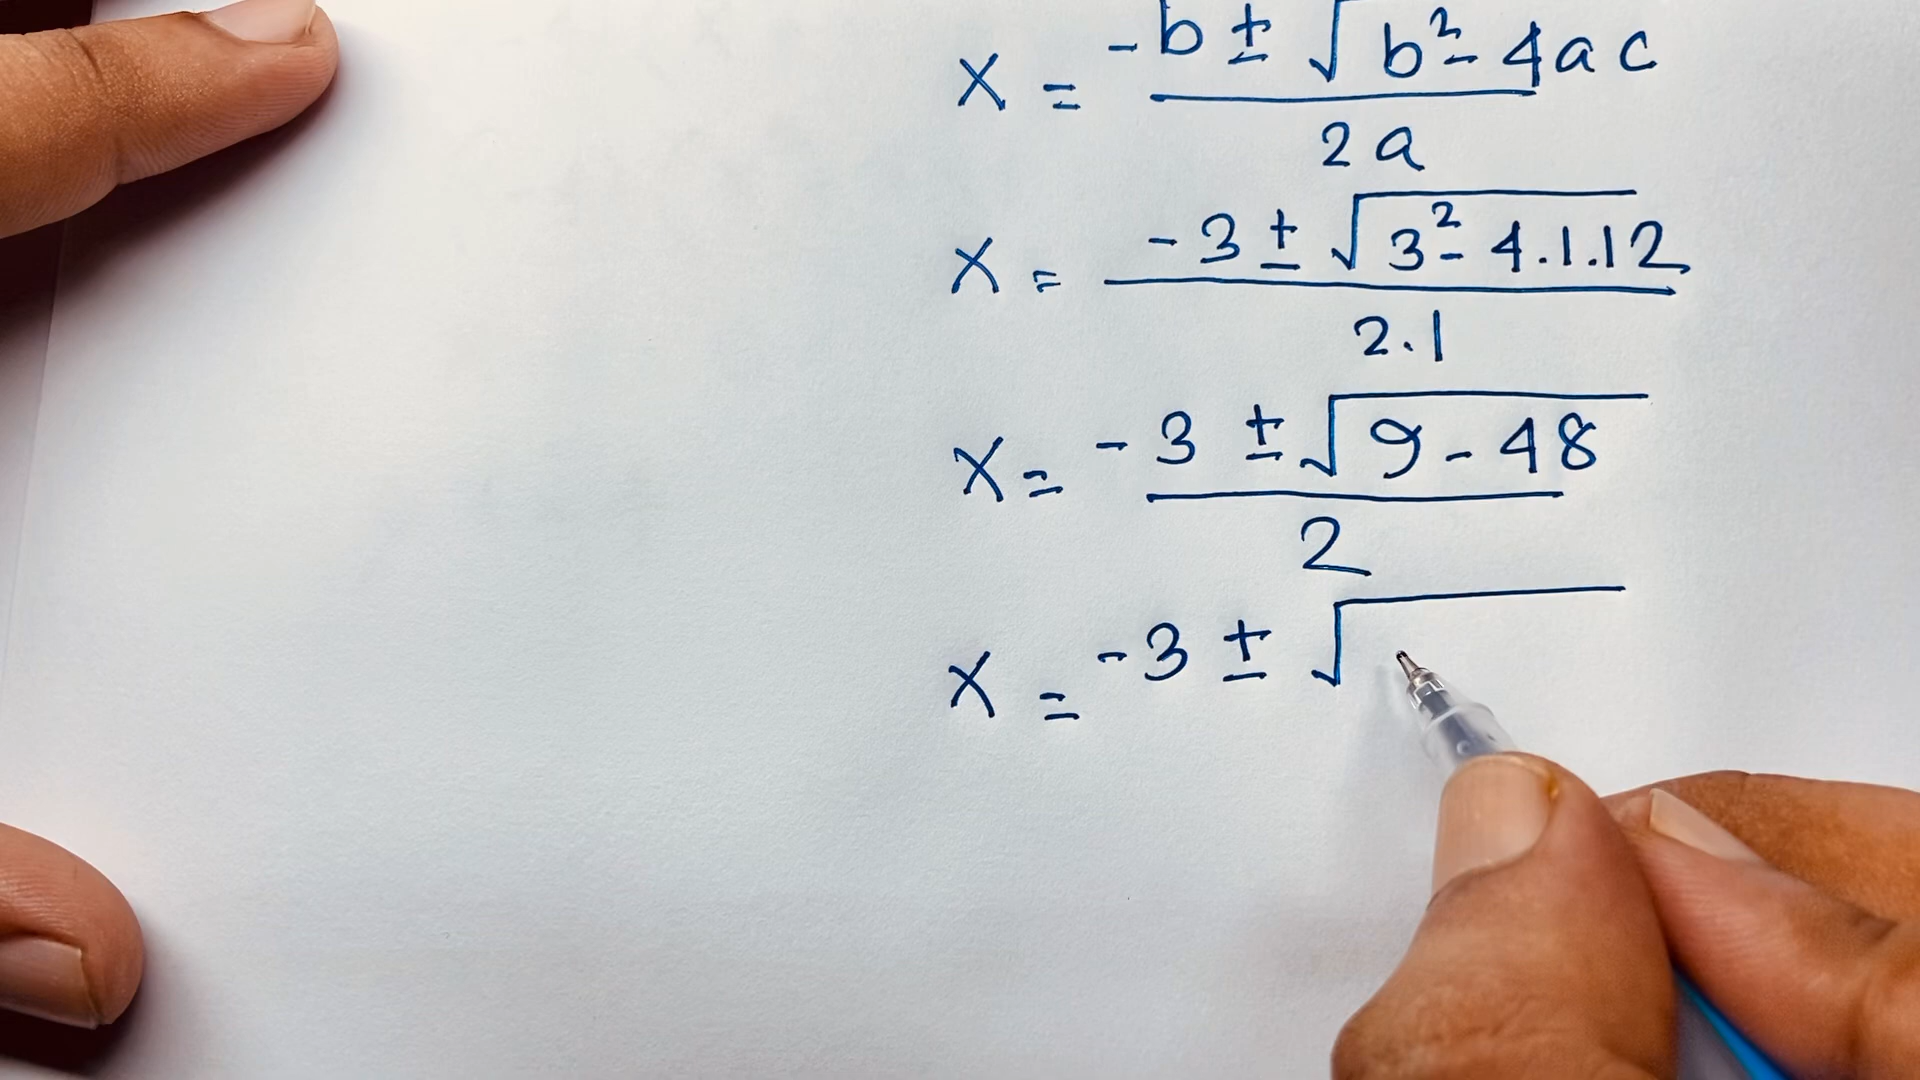 x = -b ± √b² - 4ac / 2a
x = -3 ± √3² - 4.1.12 / 2.1
x = -3 ± √9 - 48 / 2
x = -3 ± √